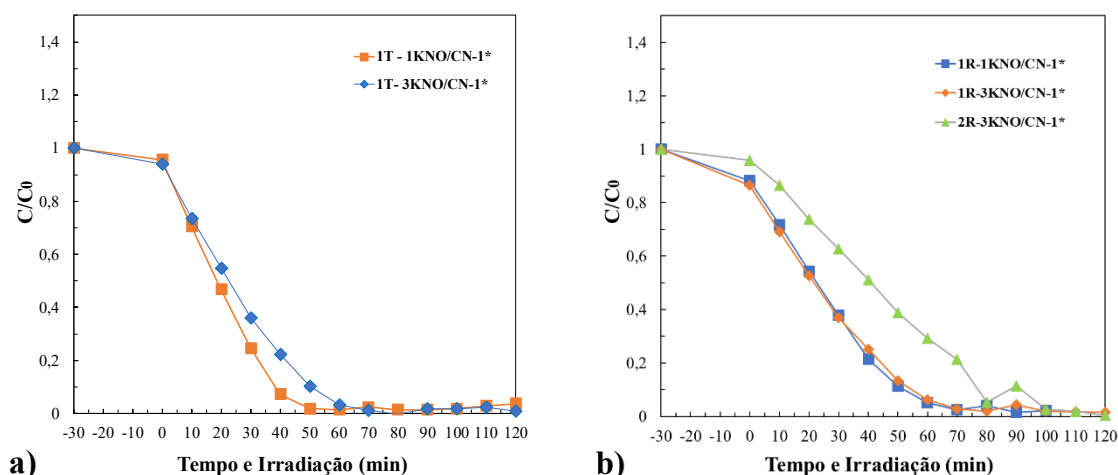 1,4
1,2
1
0,8
0,6
0,4
0,2
0
C/C0
1T - 1KNO/CN-1*
1T- 3KNO/CN-1*
-30 -20 -10 0 10 20 30 40 50 60 70 80 90 100 110 120
Tempo e Irradiação (min)
a)
1,4
1,2
1
0,8
0,6
0,4
0,2
0
C/C0
1R-1KNO/CN-1*
1R-3KNO/CN-1*
2R-3KNO/CN-1*
-30 -20 -10 0 10 20 30 40 50 60 70 80 90 100 110 120
Tempo e Irradiação (min)
b)